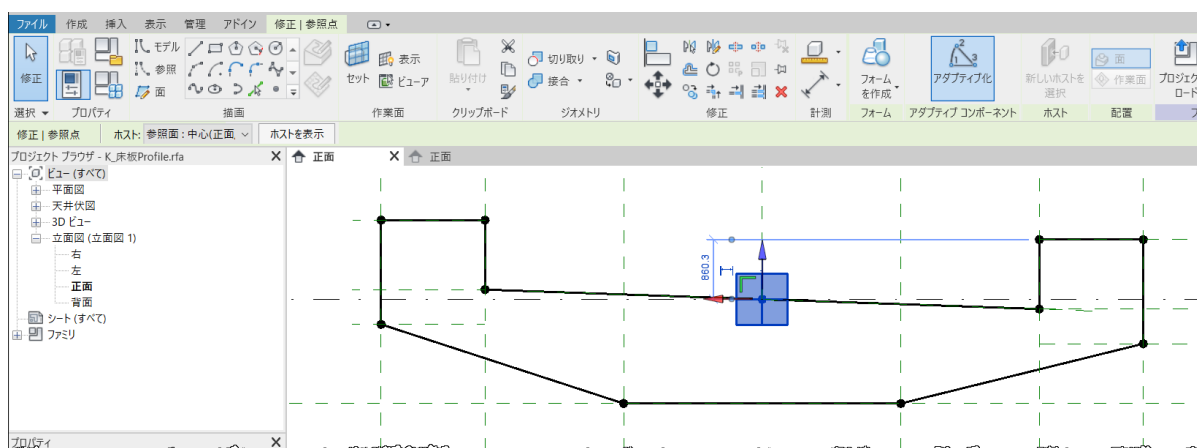 ファイル 作成 挿入 表示 管理 アドイン 修正 | 参照点
修正
モデル
参照
面
セット
表示
ビューア
貼り付け
切り取り
接合
フォーム
を作成
アダプティブ化
新しいホストを
選択
面
作業面
プロジェク
ロード
選択 プロパティ 描画 作業面 クリップボード ジオメトリ 修正 計測 フォーム アダプティブ コンポーネント ホスト 配置
修正 | 参照点 ホスト: 参照面 : 中心(正面 ホストを表示
プロジェクト ブラウザ - K_床板Profile.rfa X 正面 X 正面
ビュー (すべて)
平面図
天井伏図
3D ビュー
立面図 (立面図 1)
右
左
正面
背面
シート (すべて)
ファミリ
860.3
プロパティ X